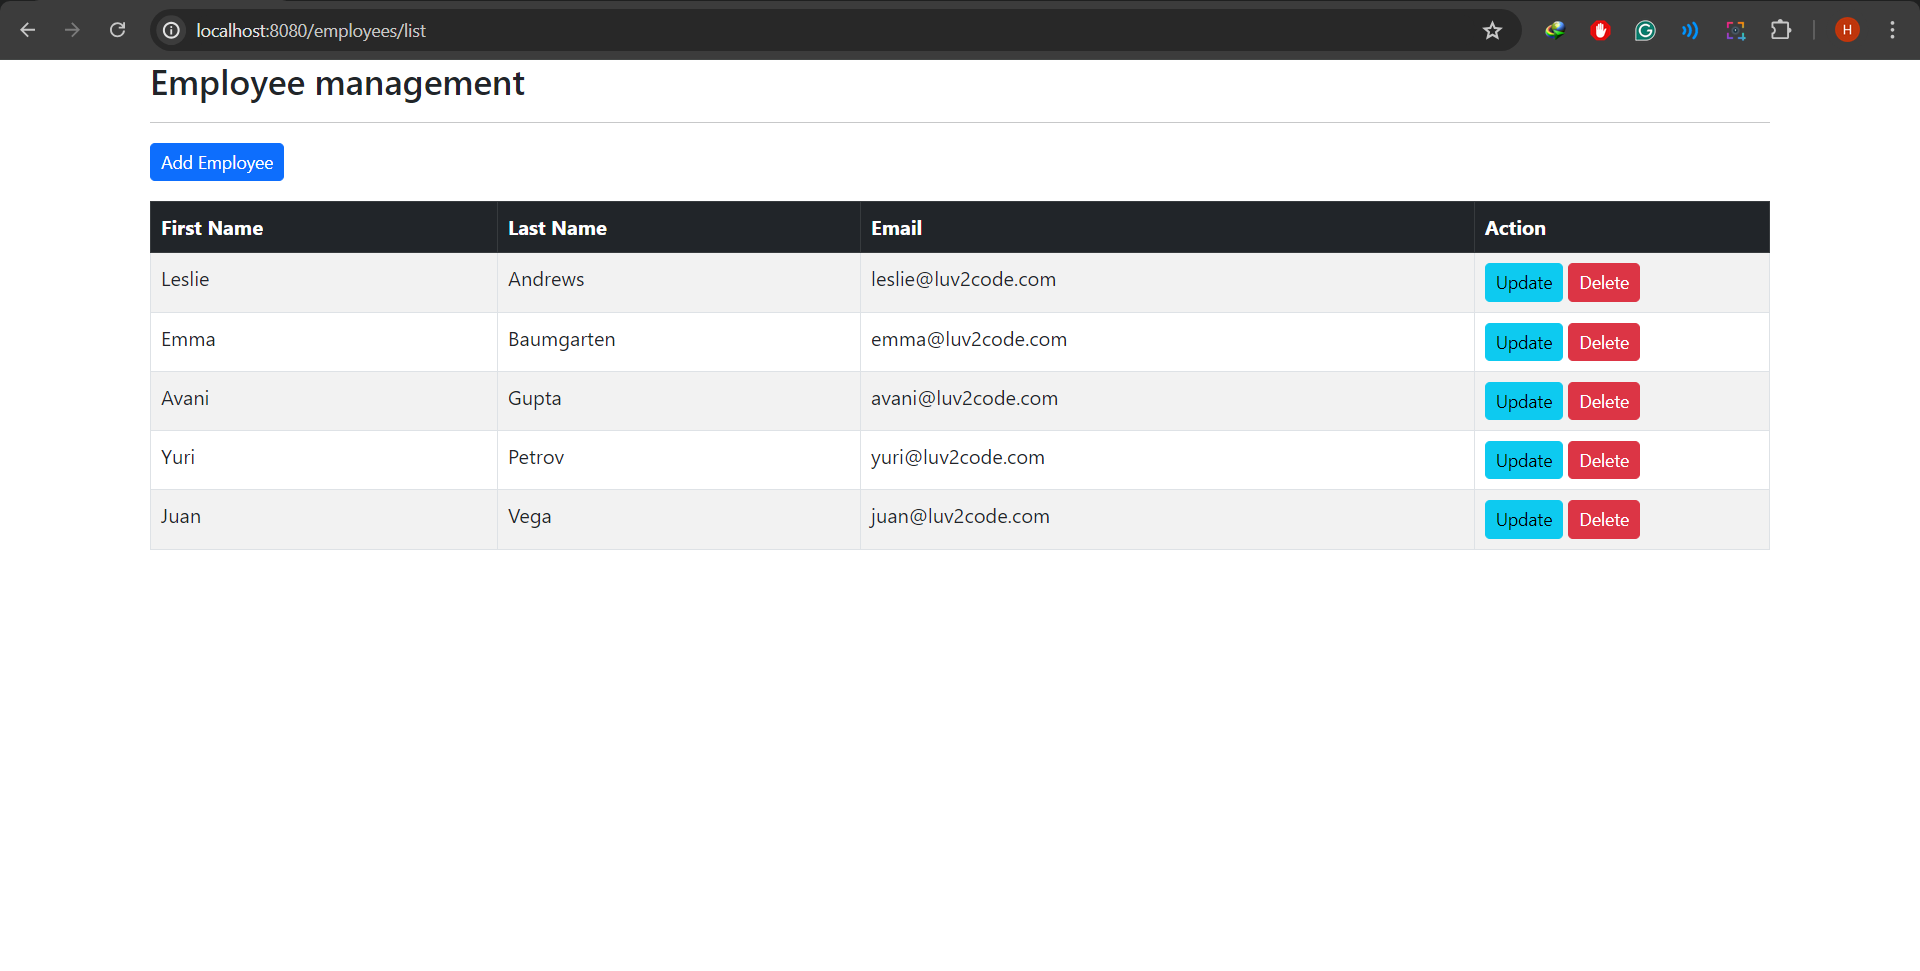 localhost:8080/employees/list
H
Employee management
Add Employee
First Name Last Name Email Action
Leslie Andrews leslie@luv2code.com Update Delete
Emma Baumgarten emma@luv2code.com Update Delete
Avani Gupta avani@luv2code.com Update Delete
Yuri Petrov yuri@luv2code.com Update Delete
Juan Vega juan@luv2code.com Update Delete